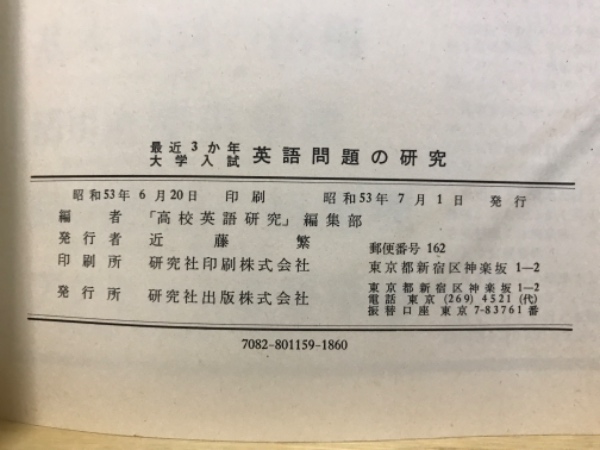 最近3か年
大学入試 英語問題の研究
昭和53年6月20日 印刷 昭和53年7月1日 発行
編者 「高校英語研究」編集部
発行者 近藤繁
郵便番号 162
印刷所 研究社印刷株式会社 東京都新宿区神楽坂 1—2
発行所 研究社出版株式会社 東京都新宿区神楽坂 1—2
電話 東京 (269) 4521 (代)
振替口座 東京 7-83761 番
7082-801159-1860